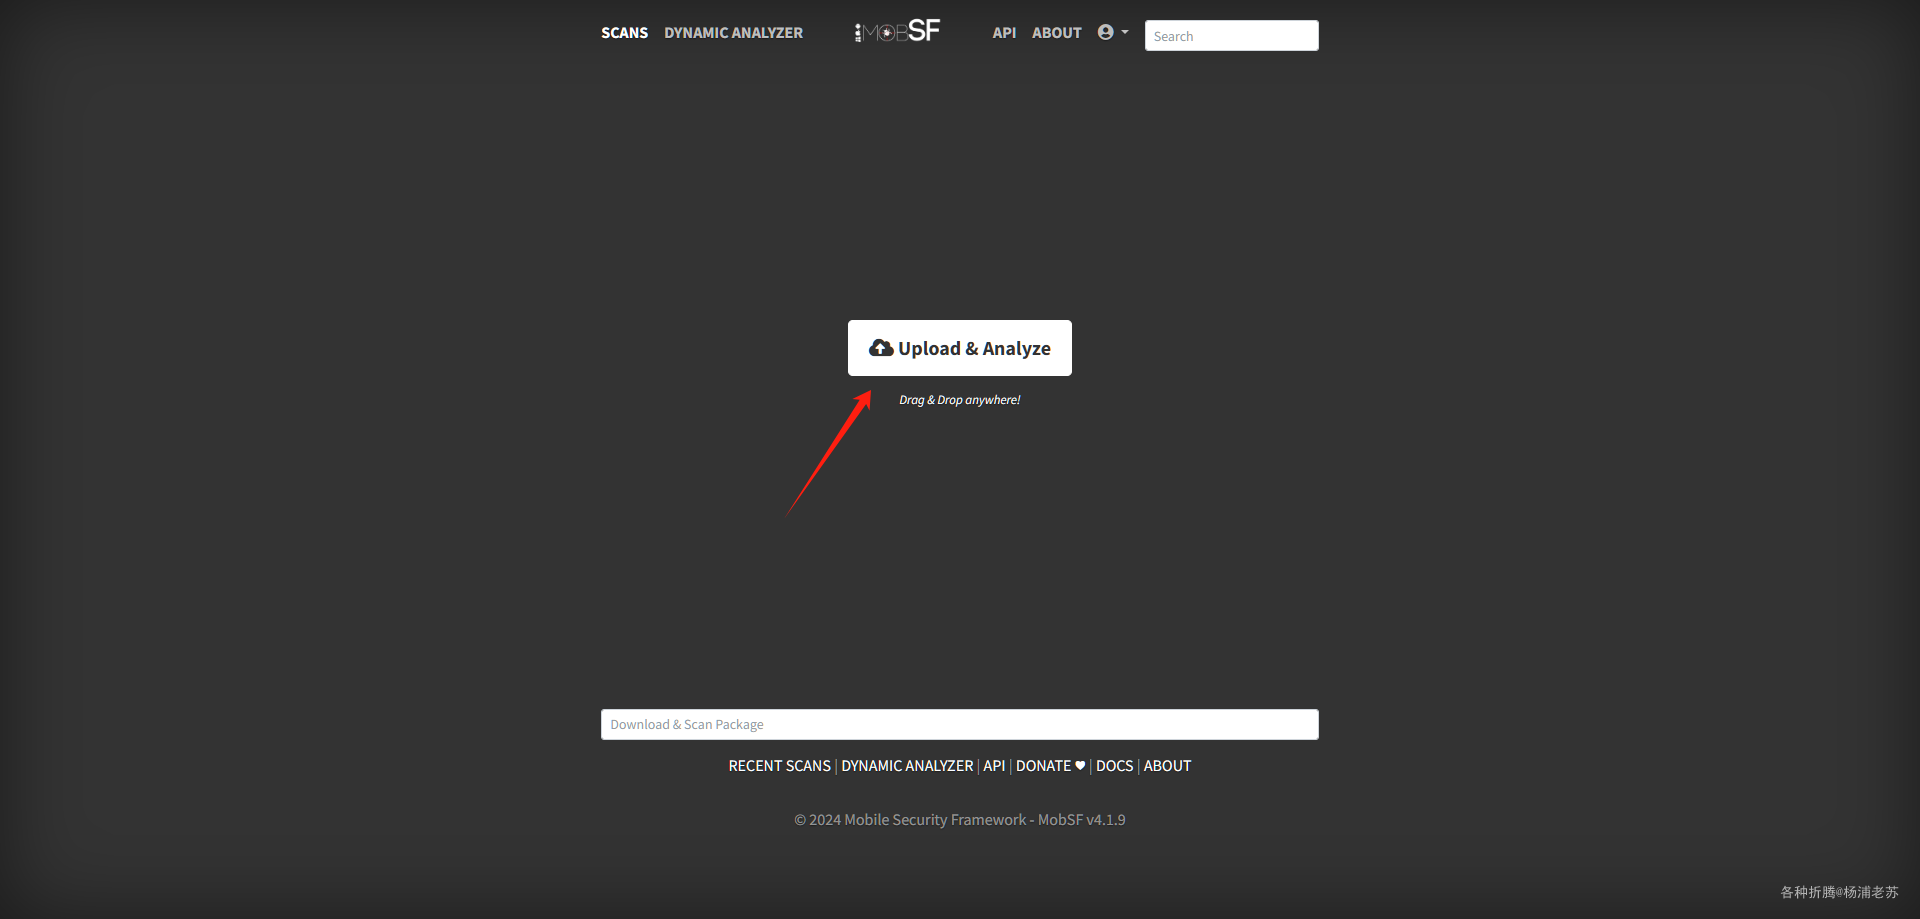 SCANS DYNAMIC ANALYZER MOBSF API ABOUT Search
Upload & Analyze
Drag & Drop anywhere!
Download & Scan Package
RECENT SCANS | DYNAMIC ANALYZER | API | DONATE ♥ | DOCS | ABOUT
© 2024 Mobile Security Framework - MobSF v4.1.9
各种折腾@杨浦老苏